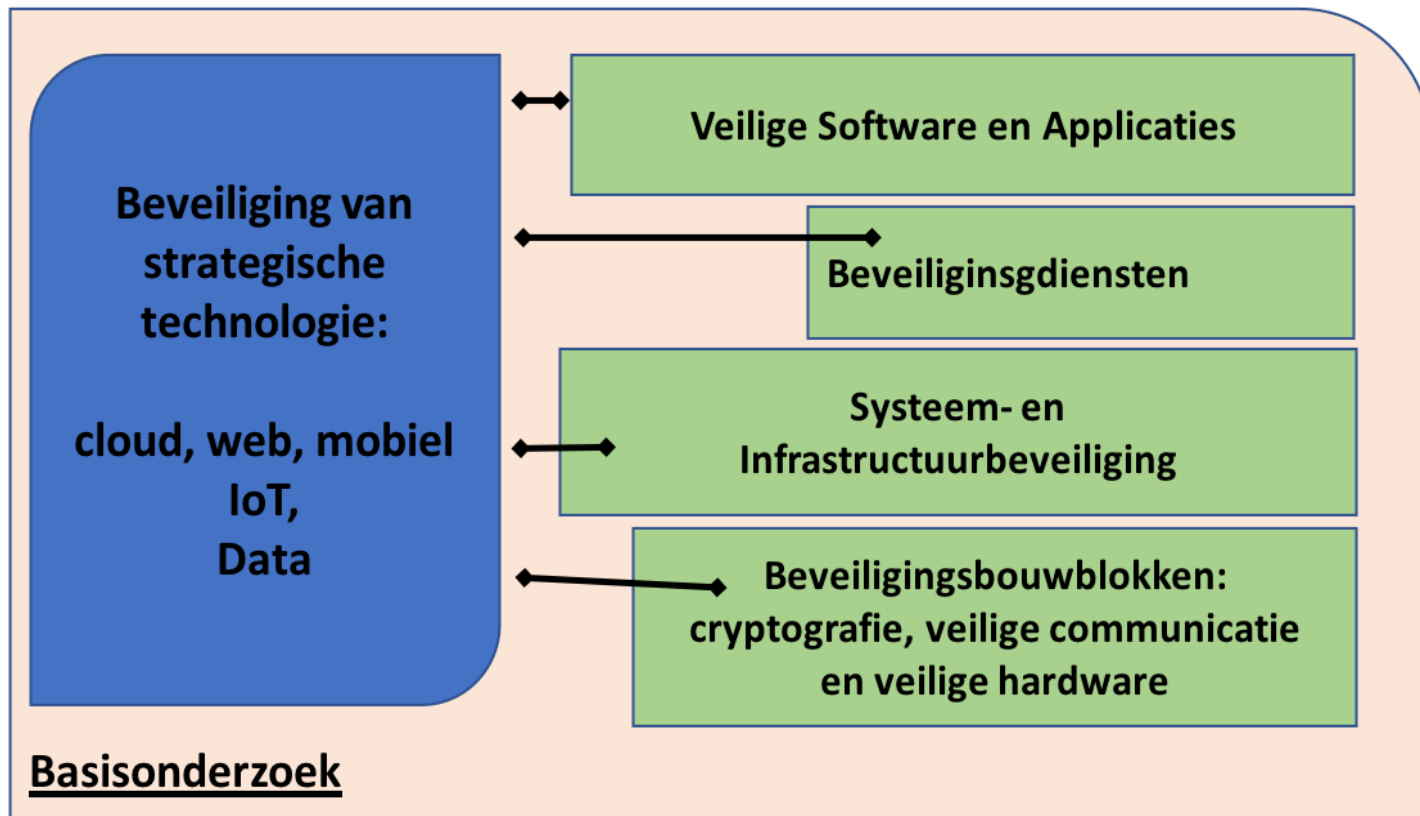 Beveiliging van
strategische
technologie:
cloud, web, mobiel
IoT,
Data
Veilige Software en Applicaties
Beveiliginsgdiensten
Systeem- en
Infrastructuurbeveiliging
Beveiligingsbouwblokken:
cryptografie, veilige communicatie
en veilige hardware
Basisonderzoek